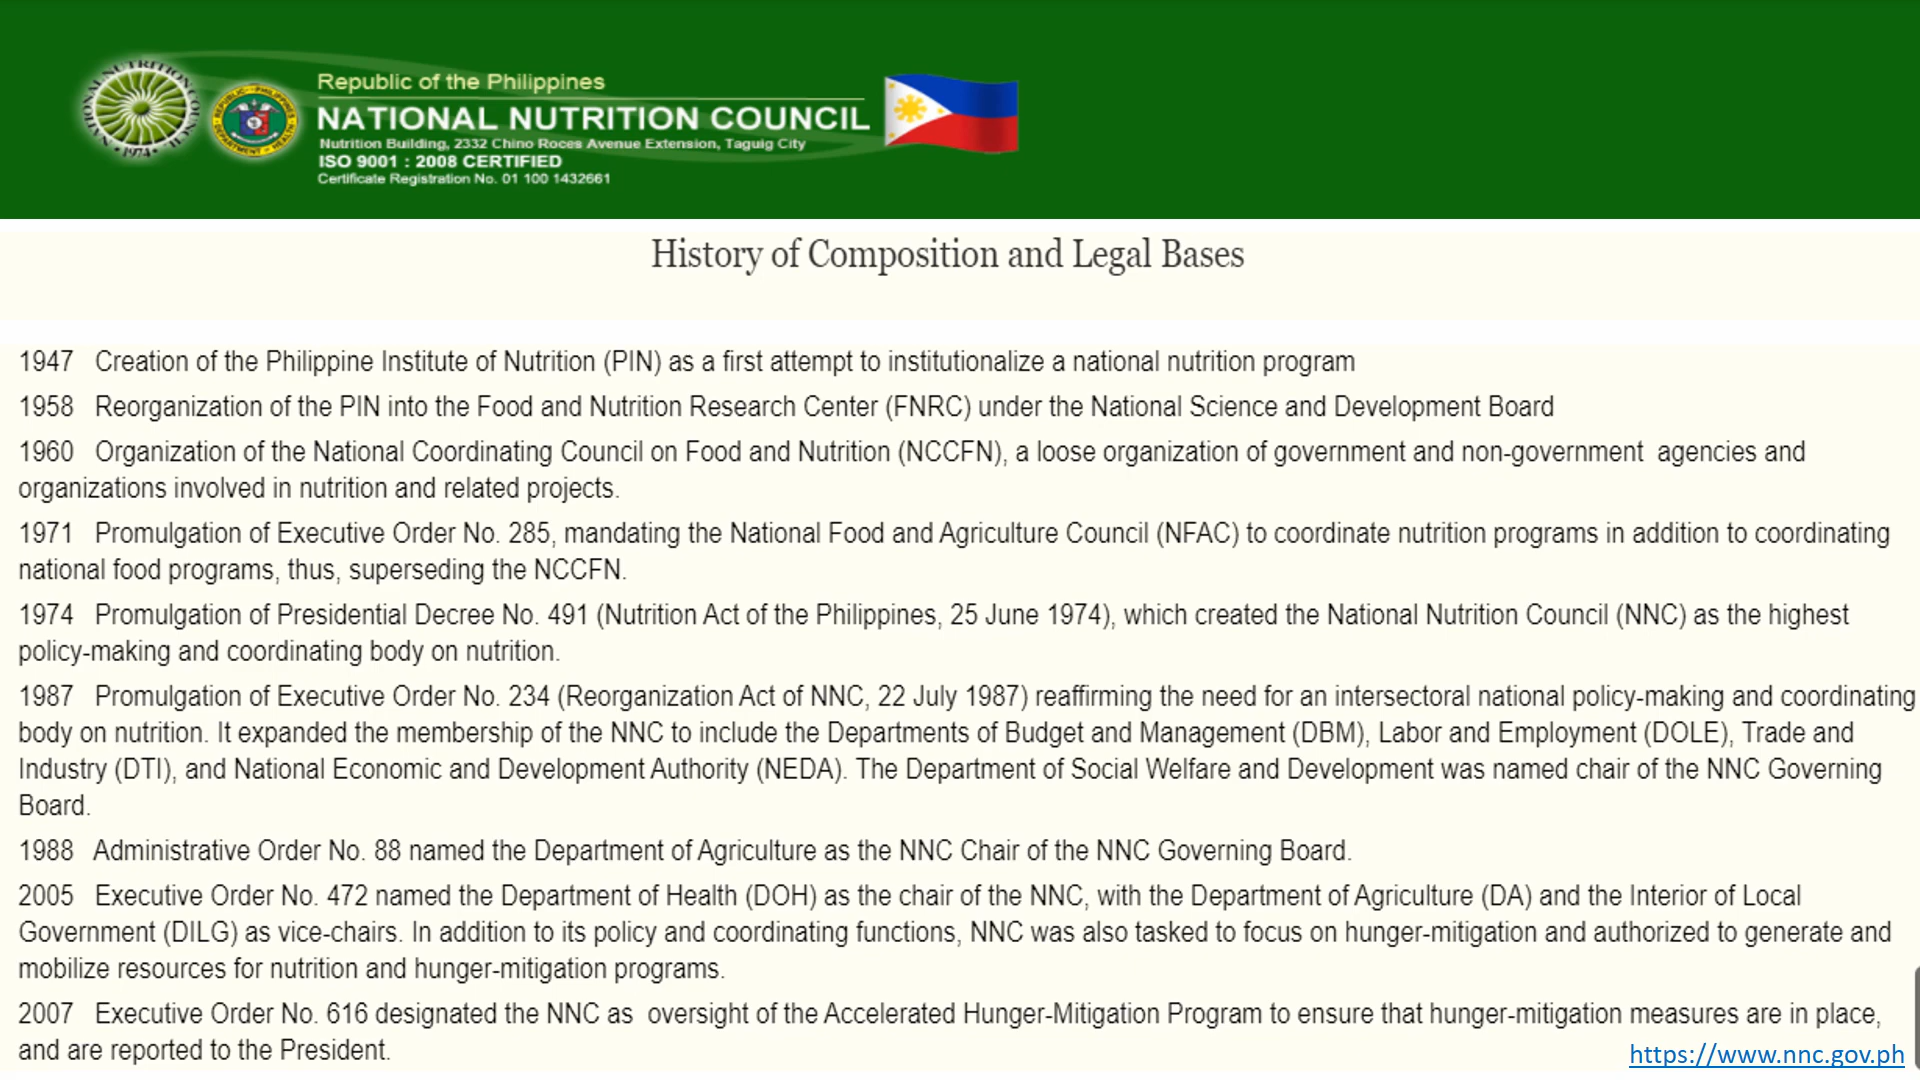 NATIONAL NUTRITION COUNCIL
• 1974 •
REPUBLIC PHILIPPINES
DEPARTMENT HEALTH
Republic of the Philippines
NATIONAL NUTRITION COUNCIL
Nutrition Building, 2332 Chino Roces Avenue Extension, Taguig City
ISO 9001 : 2008 CERTIFIED
Certificate Registration No. 01 100 1432661
History of Composition and Legal Bases
1947 Creation of the Philippine Institute of Nutrition (PIN) as a first attempt to institutionalize a national nutrition program
1958 Reorganization of the PIN into the Food and Nutrition Research Center (FNRC) under the National Science and Development Board
1960 Organization of the National Coordinating Council on Food and Nutrition (NCCFN), a loose organization of government and non-government agencies and
organizations involved in nutrition and related projects.
1971 Promulgation of Executive Order No. 285, mandating the National Food and Agriculture Council (NFAC) to coordinate nutrition programs in addition to coordinating
national food programs, thus, superseding the NCCFN.
1974 Promulgation of Presidential Decree No. 491 (Nutrition Act of the Philippines, 25 June 1974), which created the National Nutrition Council (NNC) as the highest
policy-making and coordinating body on nutrition.
1987 Promulgation of Executive Order No. 234 (Reorganization Act of NNC, 22 July 1987) reaffirming the need for an intersectoral national policy-making and coordinating
body on nutrition. It expanded the membership of the NNC to include the Departments of Budget and Management (DBM), Labor and Employment (DOLE), Trade and
Industry (DTI), and National Economic and Development Authority (NEDA). The Department of Social Welfare and Development was named chair of the NNC Governing
Board.
1988 Administrative Order No. 88 named the Department of Agriculture as the NNC Chair of the NNC Governing Board.
2005 Executive Order No. 472 named the Department of Health (DOH) as the chair of the NNC, with the Department of Agriculture (DA) and the Interior of Local
Government (DILG) as vice-chairs. In addition to its policy and coordinating functions, NNC was also tasked to focus on hunger-mitigation and authorized to generate and
mobilize resources for nutrition and hunger-mitigation programs.
2007 Executive Order No. 616 designated the NNC as oversight of the Accelerated Hunger-Mitigation Program to ensure that hunger-mitigation measures are in place,
and are reported to the President.
https://www.nnc.gov.ph